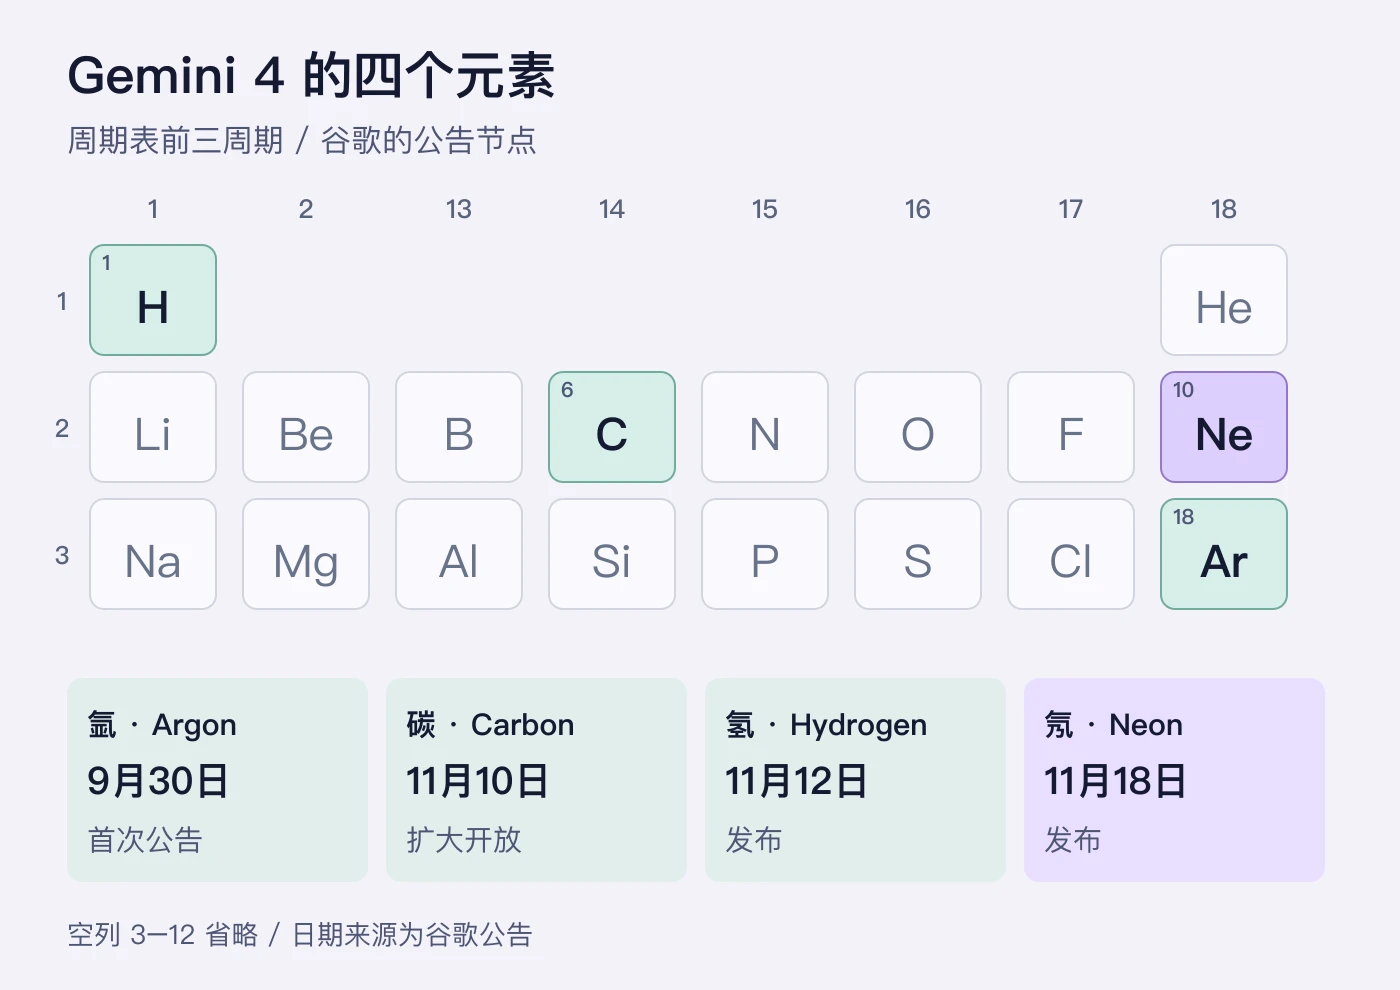 Gemini 4 的四个元素
周期表前三周期 / 谷歌的公告节点
1 2 13 14 15 16 17 18
1
1
H
He
2
Li
Be
B
6
C
N
O
F
10
Ne
3
Na
Mg
Al
Si
P
S
Cl
18
Ar
氩 · Argon
9月30日
首次公告
碳 · Carbon
11月10日
扩大开放
氢 · Hydrogen
11月12日
发布
氖 · Neon
11月18日
发布
空列 3—12 省略 / 日期来源为谷歌公告